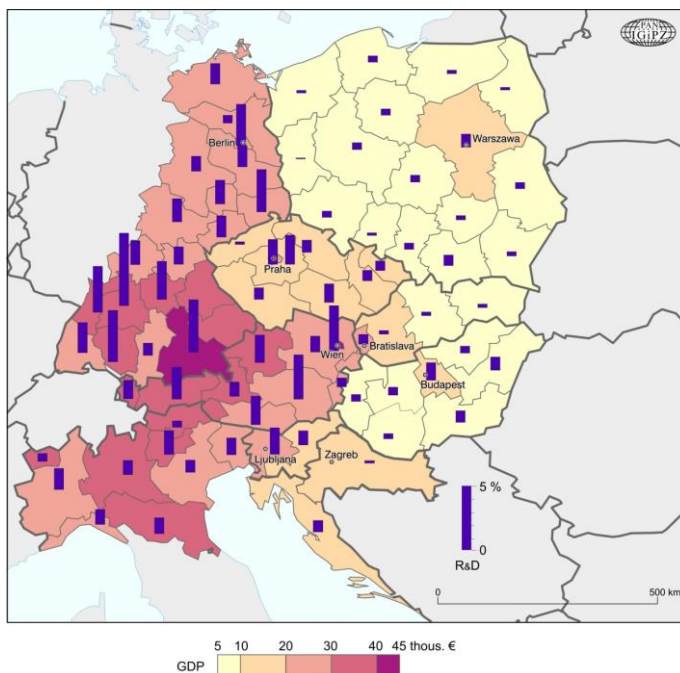 PAN
IGiPZ
Warszawa
Berlin
Praha
Wien
Bratislava
Budapest
Ljubljana
Zagreb
5 %
0
R&D
0 500 km
5 10 20 30 40 45 thous. €
GDP